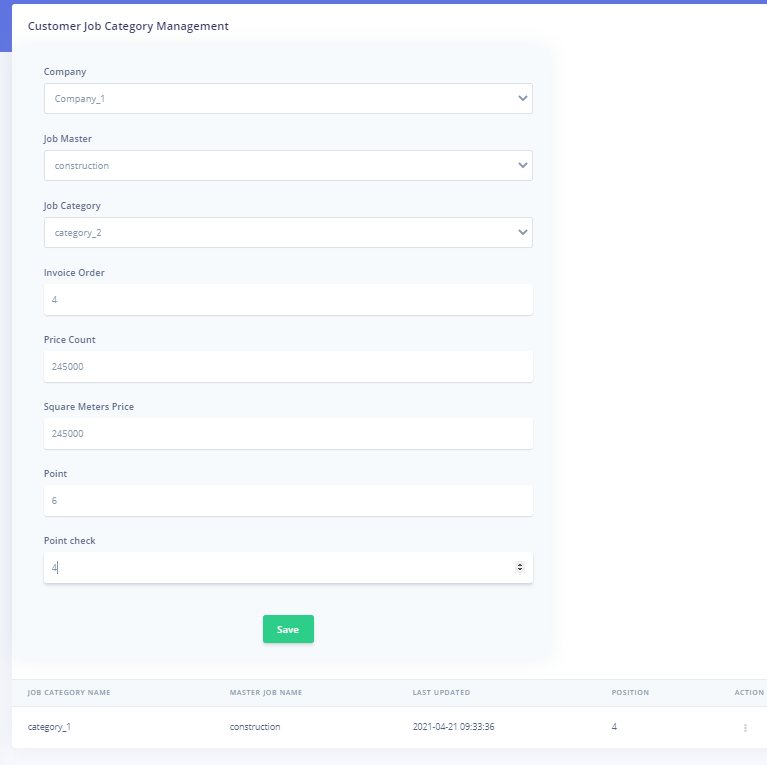 Customer Job Category Management
Company
Company_1
Job Master
construction
Job Category
category_2
Invoice Order
4
Price Count
245000
Square Meters Price
245000
Point
6
Point check
4
Save
JOB CATEGORY NAME MASTER JOB NAME LAST UPDATED POSITION ACTION
category_1 construction 2021-04-21 09:33:36 4